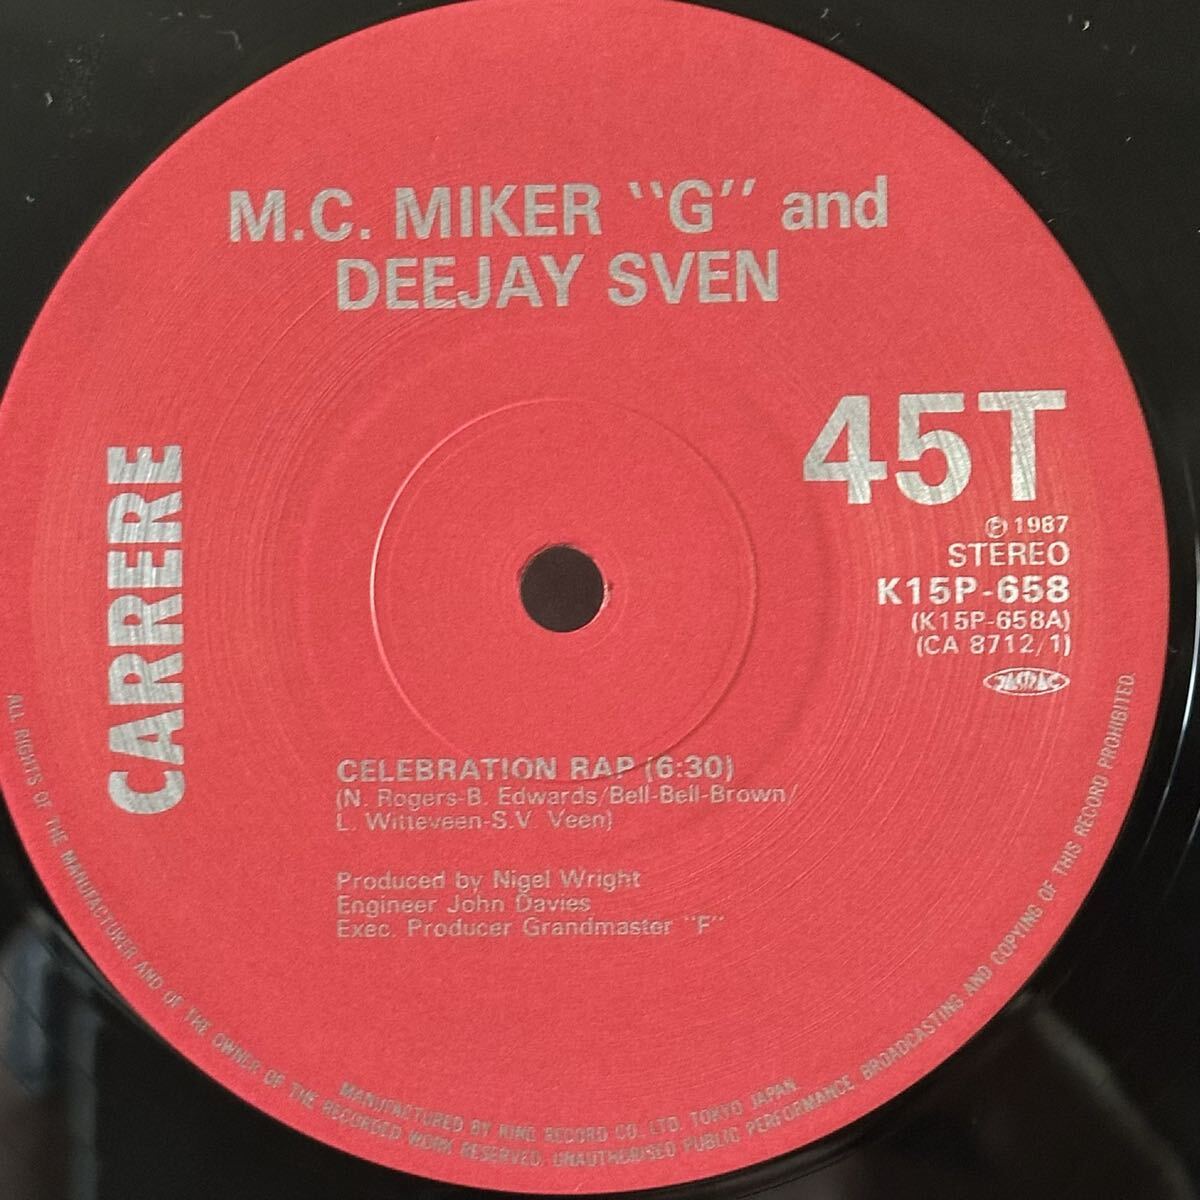 M.C. MIKER "G" and
DEEJAY SVEN
45T
℗ 1987
STEREO
K15P-658
(K15P-658A)
(CA 8712/1)
JASRAC
CARRERE
CELEBRATION RAP (6:30)
(N. Rogers-B. Edwards/Bell-Bell-Brown/
L. Witteveen-S.V. Veen)
Produced by Nigel Wright
Engineer John Davies
Exec. Producer Grandmaster "F"
MANUFACTURED BY KING RECORD CO., LTD. TOKYO JAPAN.
ALL RIGHTS OF THE MANUFACTURER AND OF THE OWNER OF THE RECORDED WORK RESERVED. UNAUTHORISED PUBLIC PERFORMANCE, BROADCASTING AND COPYING OF THIS RECORD PROHIBITED.